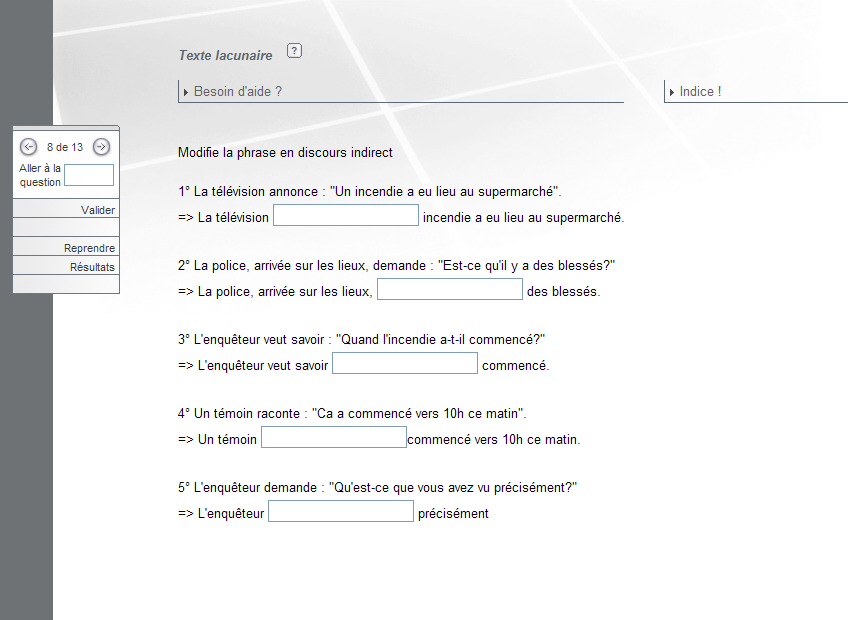 Texte lacunaire ?
Besoin d'aide ?
Indice !
8 de 13
Aller à la
question
Valider
Reprendre
Résultats
Modifie la phrase en discours indirect
1° La télévision annonce : "Un incendie a eu lieu au supermarché".
=> La télévision incendie a eu lieu au supermarché.
2° La police, arrivée sur les lieux, demande : "Est-ce qu'il y a des blessés?"
=> La police, arrivée sur les lieux, des blessés.
3° L'enquêteur veut savoir : "Quand l'incendie a-t-il commencé?"
=> L'enquêteur veut savoir commencé.
4° Un témoin raconte : "Ca a commencé vers 10h ce matin".
=> Un témoin commencé vers 10h ce matin.
5° L'enquêteur demande : "Qu'est-ce que vous avez vu précisément?"
=> L'enquêteur précisément